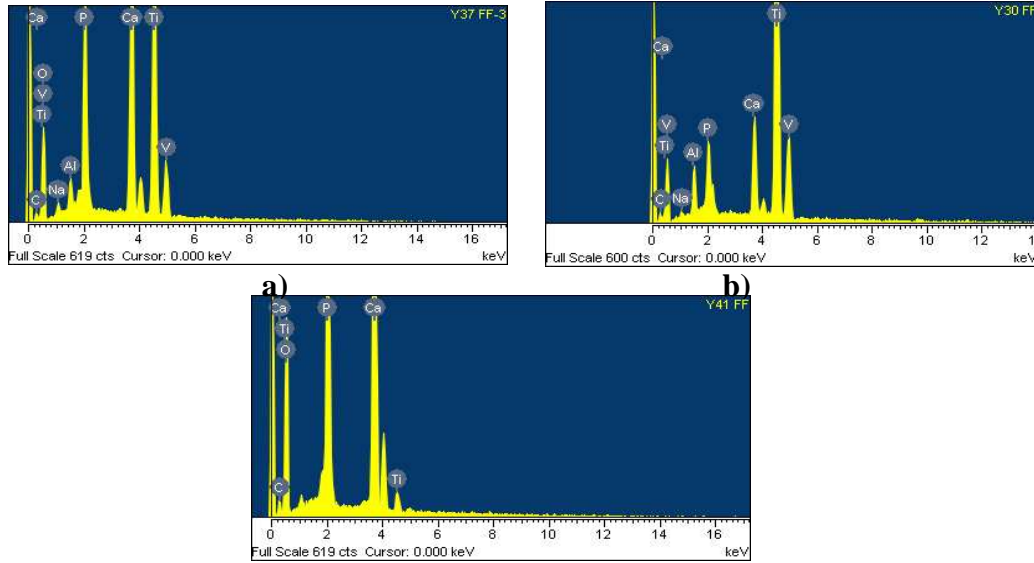 Y37 FF-3
Ca P Ca Ti
O
V
Ti
V
Al
Na
C
0 2 4 6 8 10 12 14 16
Full Scale 619 cts Cursor: 0.000 keV keV
a)
Y30 FF
Ti
Ca
Ca
V V
P
Ti
Al
C Na
0 2 4 6 8 10 12 1
Full Scale 600 cts Cursor: 0.000 keV keV
b)
Y41 FF
Ca P Ca
Ti
O
C Ti
0 2 4 6 8 10 12 14 16
Full Scale 619 cts Cursor: 0.000 keV keV